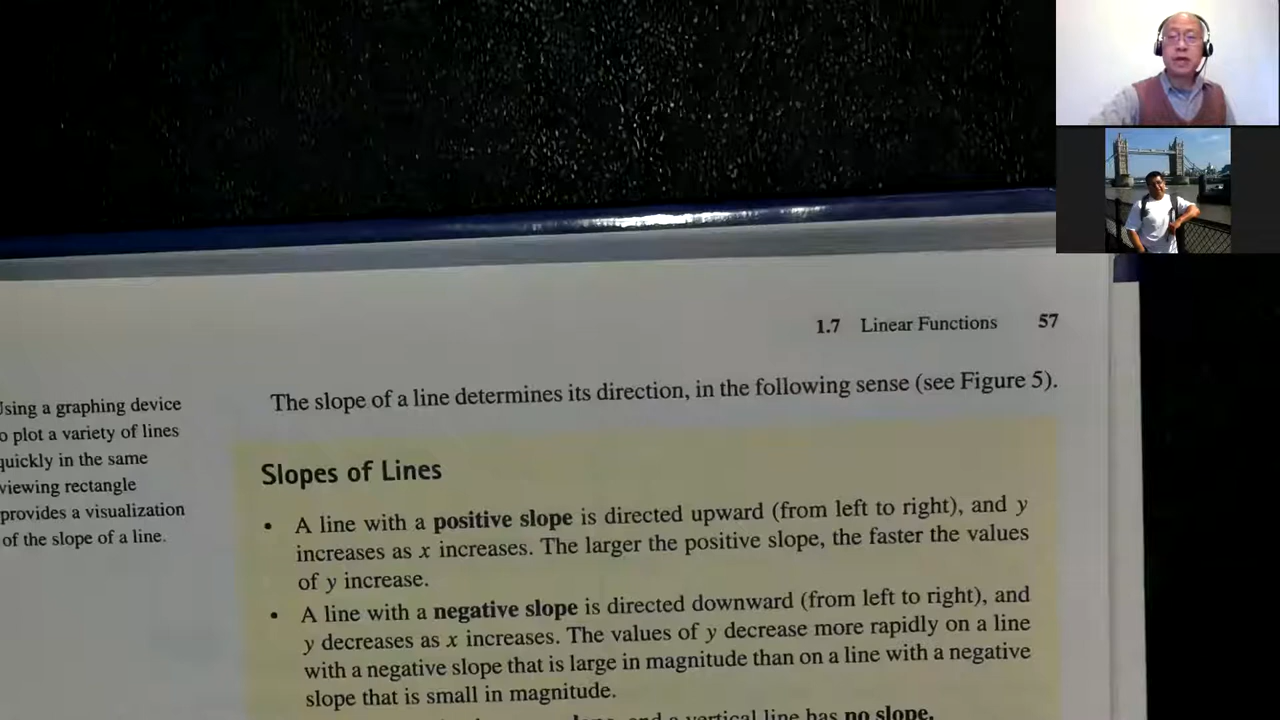 1.7 Linear Functions 57
The slope of a line determines its direction, in the following sense (see Figure 5).
Using a graphing device
to plot a variety of lines
quickly in the same
viewing rectangle
provides a visualization
of the slope of a line.
Slopes of Lines
• A line with a positive slope is directed upward (from left to right), and y
increases as x increases. The larger the positive slope, the faster the values
of y increase.
• A line with a negative slope is directed downward (from left to right), and
y decreases as x increases. The values of y decrease more rapidly on a line
with a negative slope that is large in magnitude than on a line with a negative
slope that is small in magnitude.
and a vertical line has no slope.